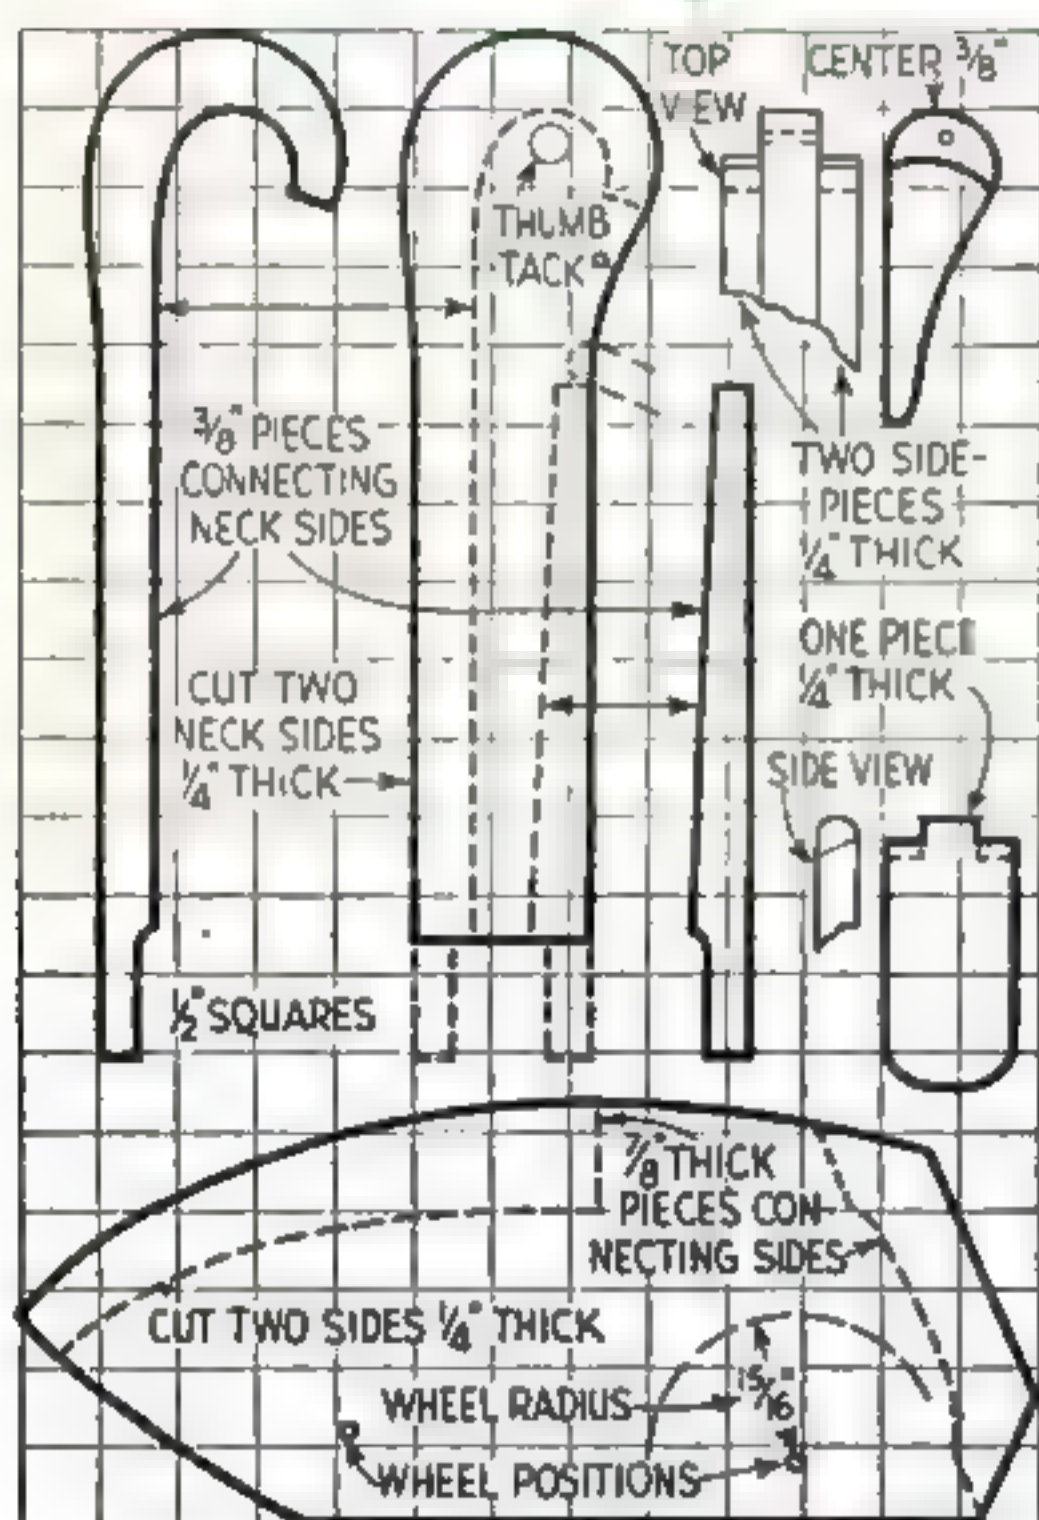 TOP
VIEW
CENTER 3/8"
THUMB
TACK
3/8" PIECES
CONNECTING
NECK SIDES
TWO SIDE-
PIECES
1/4" THICK
CUT TWO
NECK SIDES
1/4" THICK
ONE PIECE
1/4" THICK
SIDE VIEW
1/2" SQUARES
7/8" THICK
PIECES CON-
NECTING SIDES
CUT TWO SIDES 1/4" THICK
WHEEL RADIUS
15/16"
WHEEL POSITIONS